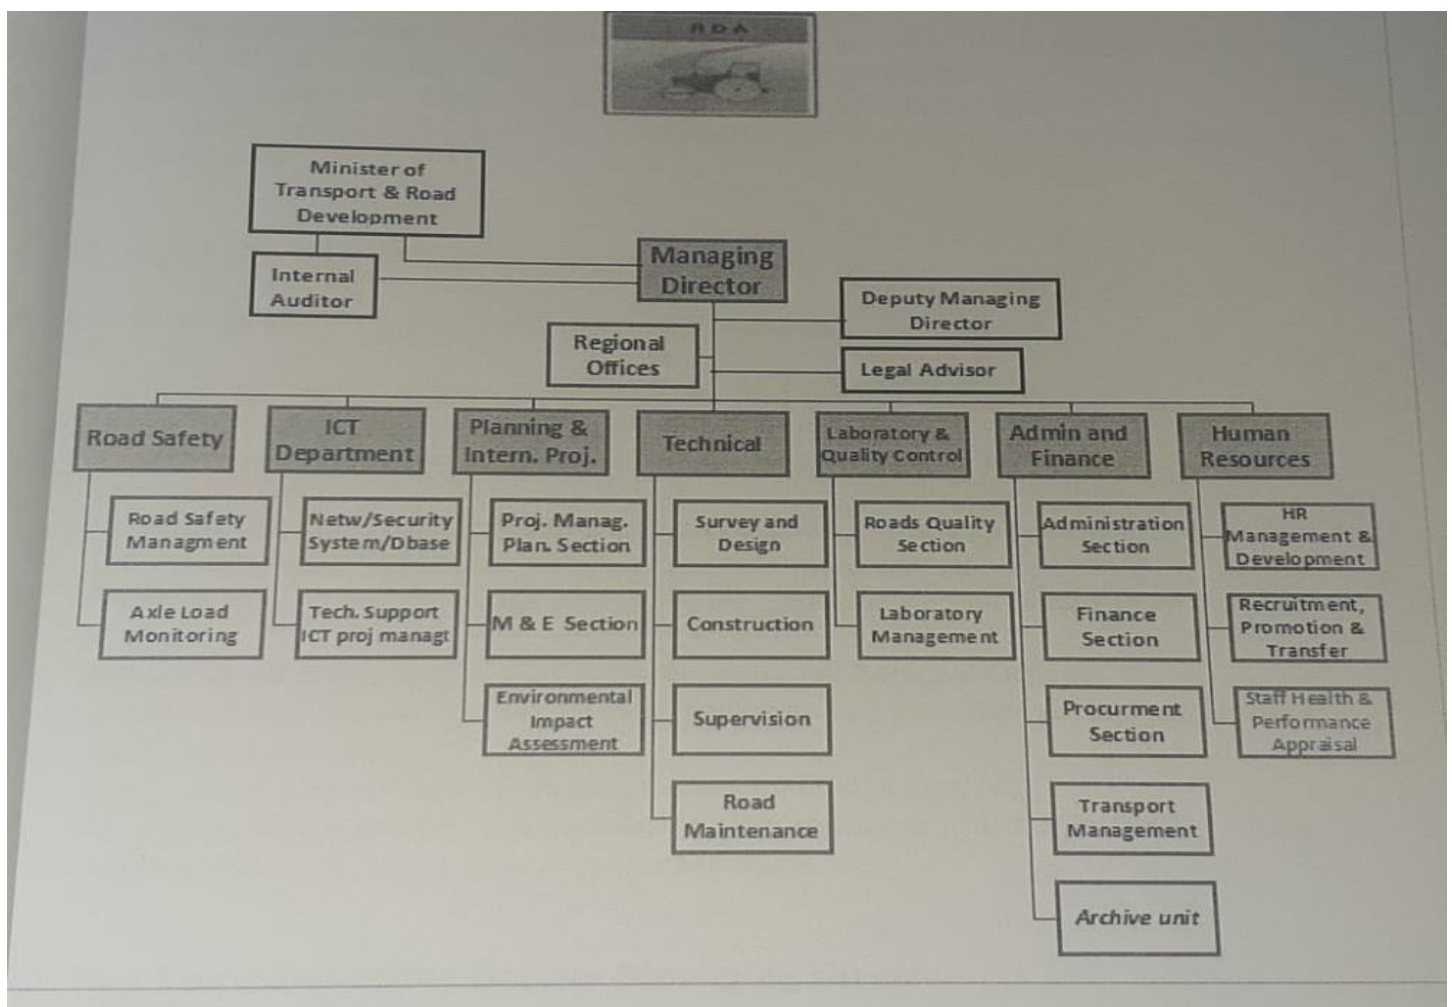 RDA
Minister of
Transport & Road
Development
Internal
Auditor
Managing
Director
Deputy Managing
Director
Regional
Offices
Legal Advisor
Road Safety
ICT
Department
Planning &
Intern. Proj.
Technical
Laboratory &
Quality Control
Admin and
Finance
Human
Resources
Road Safety
Managment
Axle Load
Monitoring
Netw/Security
System/Dbase
Tech. Support
ICT proj managt
Proj. Manag.
Plan. Section
M & E Section
Environmental
Impact
Assessment
Survey and
Design
Construction
Supervision
Road
Maintenance
Roads Quality
Section
Laboratory
Management
Administration
Section
Finance
Section
Procurment
Section
Transport
Management
Archive unit
HR
Management &
Development
Recruitment,
Promotion &
Transfer
Staff Health &
Performance
Appraisal